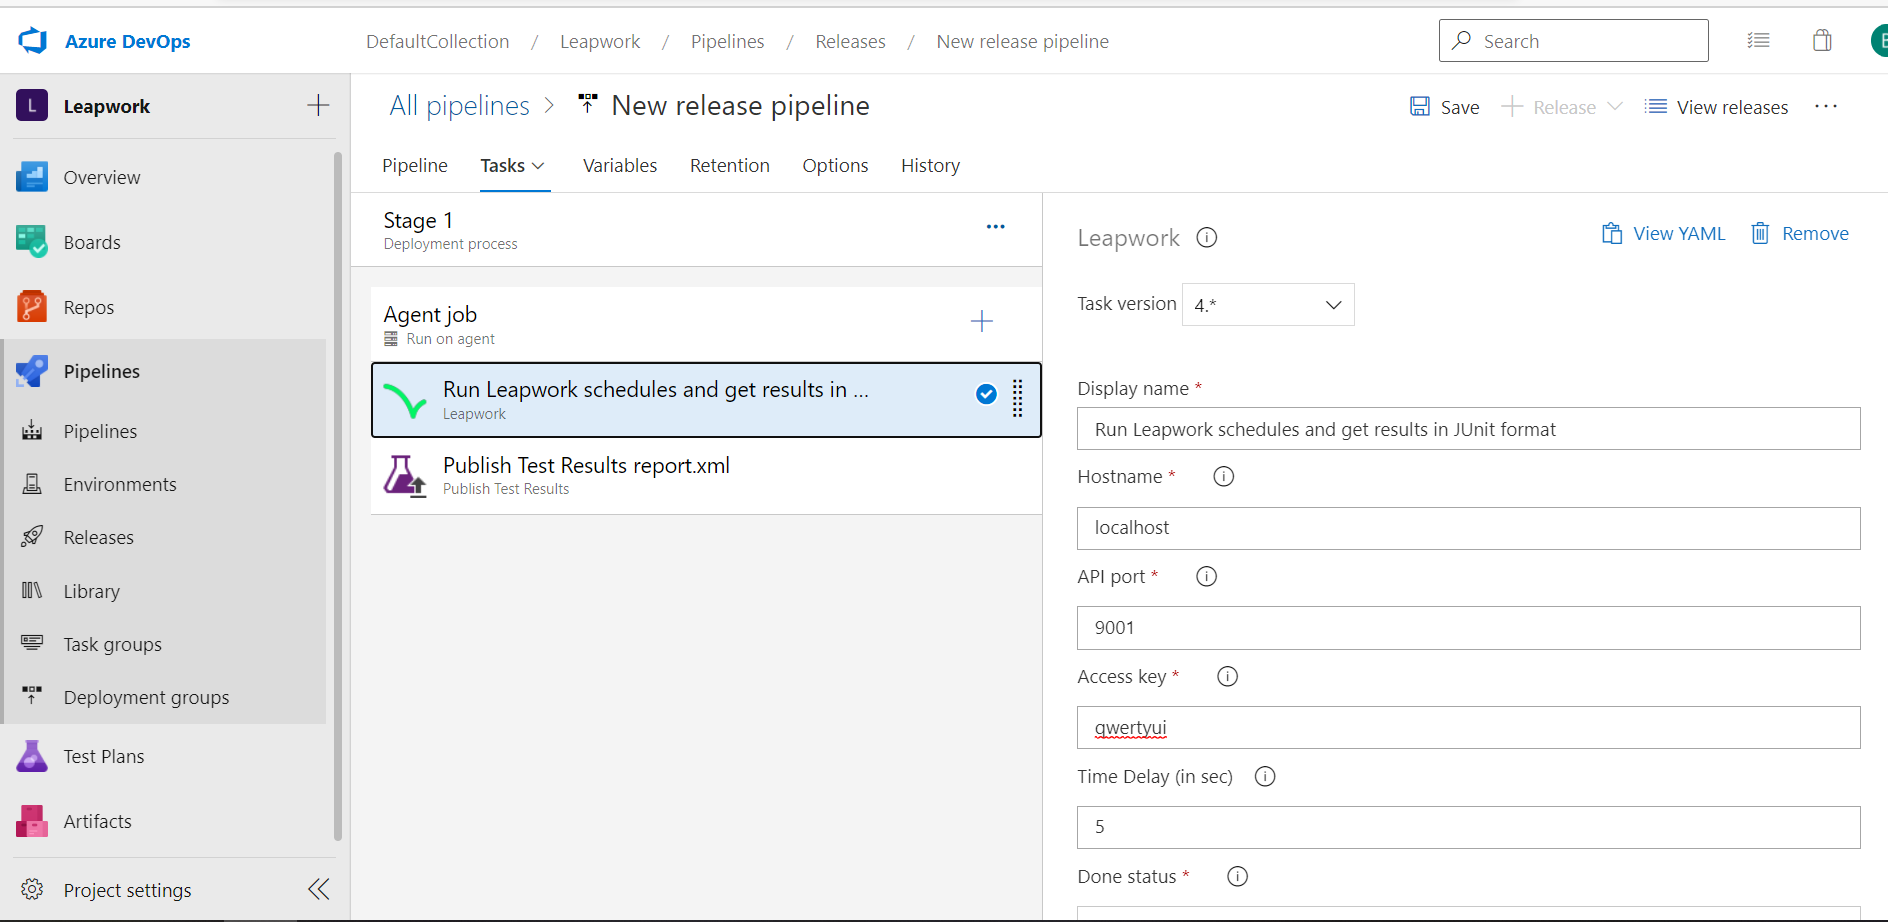 Azure DevOps
DefaultCollection / Leapwork / Pipelines / Releases / New release pipeline
Search
E
L
Leapwork
Overview
Boards
Repos
Pipelines
Pipelines
Environments
Releases
Library
Task groups
Deployment groups
Test Plans
Artifacts
Project settings
All pipelines > New release pipeline
Save
Release
View releases
Pipeline
Tasks
Variables
Retention
Options
History
Stage 1
Deployment process
Agent job
Run on agent
Run Leapwork schedules and get results in ...
Leapwork
Publish Test Results report.xml
Publish Test Results
Leapwork
View YAML
Remove
Task version
4.*
Display name *
Run Leapwork schedules and get results in JUnit format
Hostname *
localhost
API port *
9001
Access key *
qwertyui
Time Delay (in sec)
5
Done status *